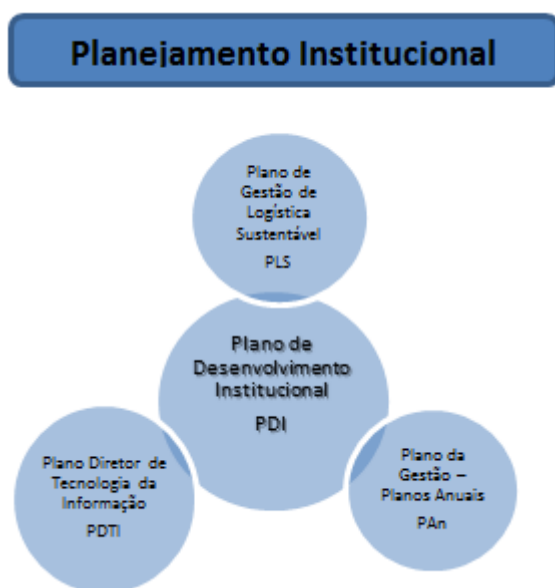 Planejamento Institucional
Plano de
Gestão de
Logística
Sustentável
PLS
Plano de
Desenvolvimento
Institucional
PDI
Plano Diretor de
Tecnologia da
Informação
PDTI
Plano da
Gestão –
Planos Anuais
PAn